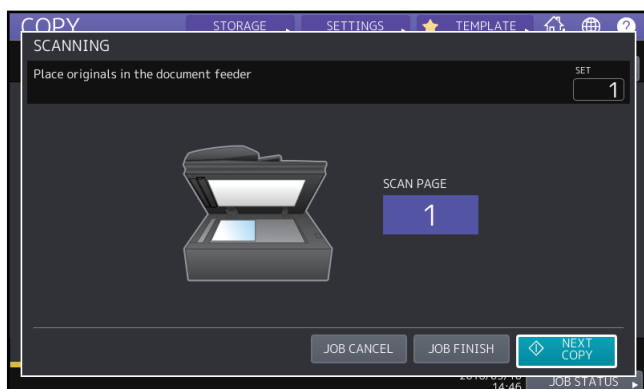 COPY
STORAGE
SETTINGS
TEMPLATE
?
SCANNING
Place originals in the document feeder
SET
1
SCAN PAGE
1
JOB CANCEL
JOB FINISH
NEXT
COPY
14:46
JOB STATUS